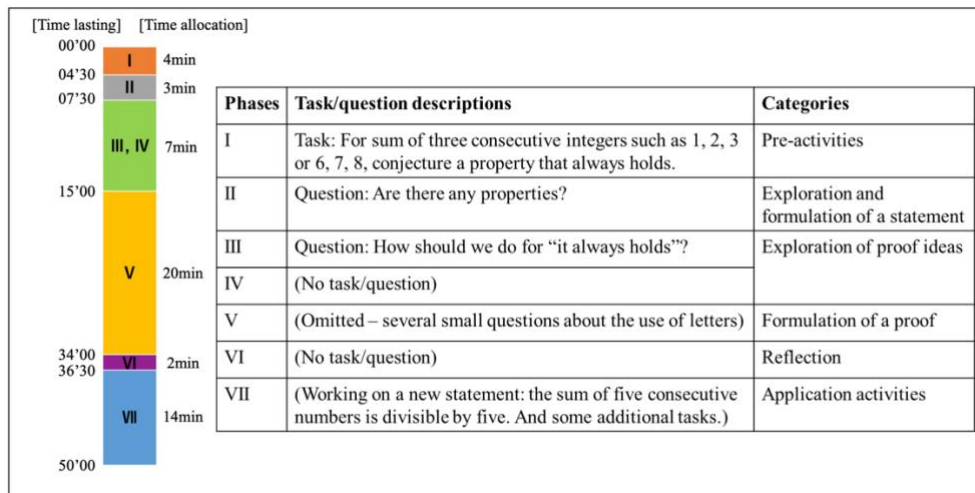 [Time lasting] [Time allocation]
00’00
I 4min
04’30
II 3min
07’30
III, IV 7min
15’00
V 20min
34’00
VI 2min
36’30
VII 14min
50’00
Phases Task/question descriptions Categories
I Task: For sum of three consecutive integers such as 1, 2, 3 Pre-activities
or 6, 7, 8, conjecture a property that always holds.
II Question: Are there any properties? Exploration and
formulation of a statement
III Question: How should we do for “it always holds”? Exploration of proof ideas
IV (No task/question)
V (Omitted – several small questions about the use of letters) Formulation of a proof
VI (No task/question) Reflection
VII (Working on a new statement: the sum of five consecutive Application activities
numbers is divisible by five. And some additional tasks.)